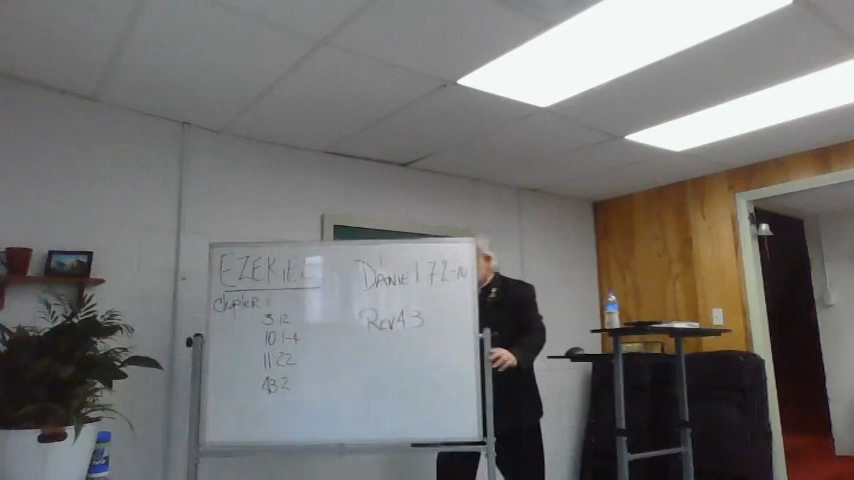 EZEKIEL
chapter 1
3 12
10 1-4
11 22
43 2
DANIEL 7 2-10
Rev 4 3